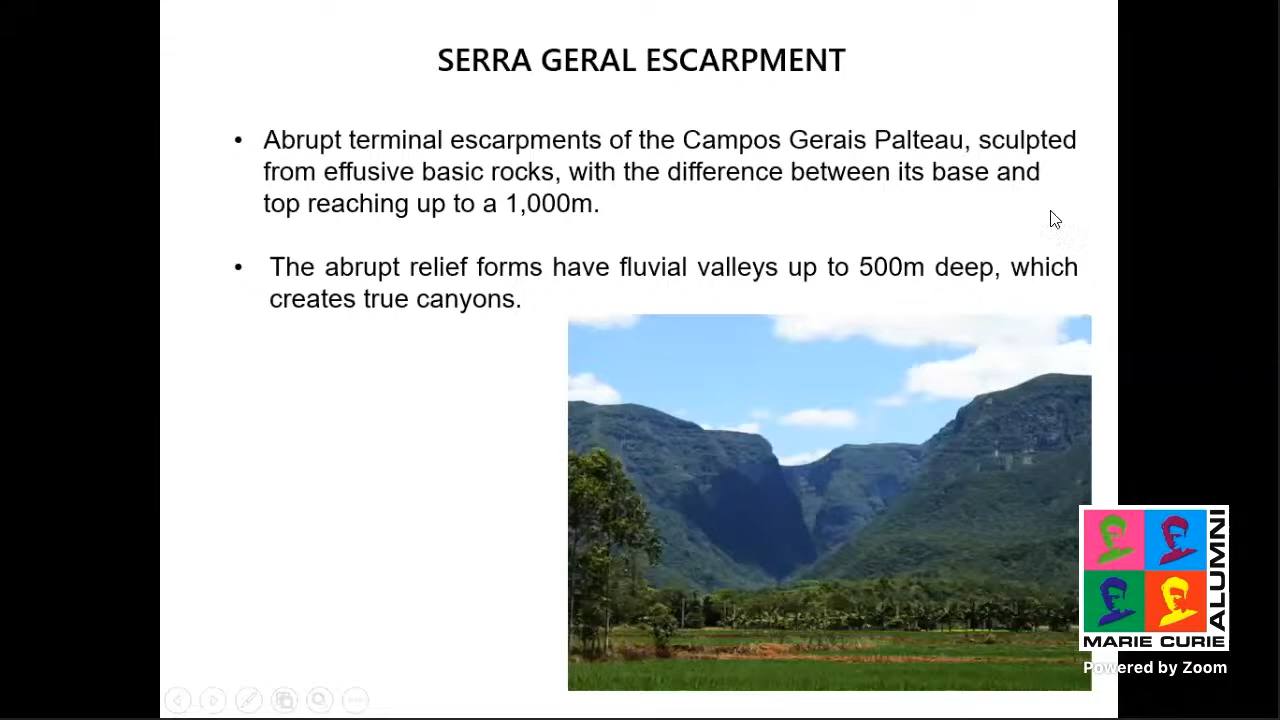 SERRA GERAL ESCARPMENT
• Abrupt terminal escarpments of the Campos Gerais Palteau, sculpted
from effusive basic rocks, with the difference between its base and
top reaching up to a 1,000m.
• The abrupt relief forms have fluvial valleys up to 500m deep, which
creates true canyons.
ALUMNI
MARIE CURIE
Powered by Zoom